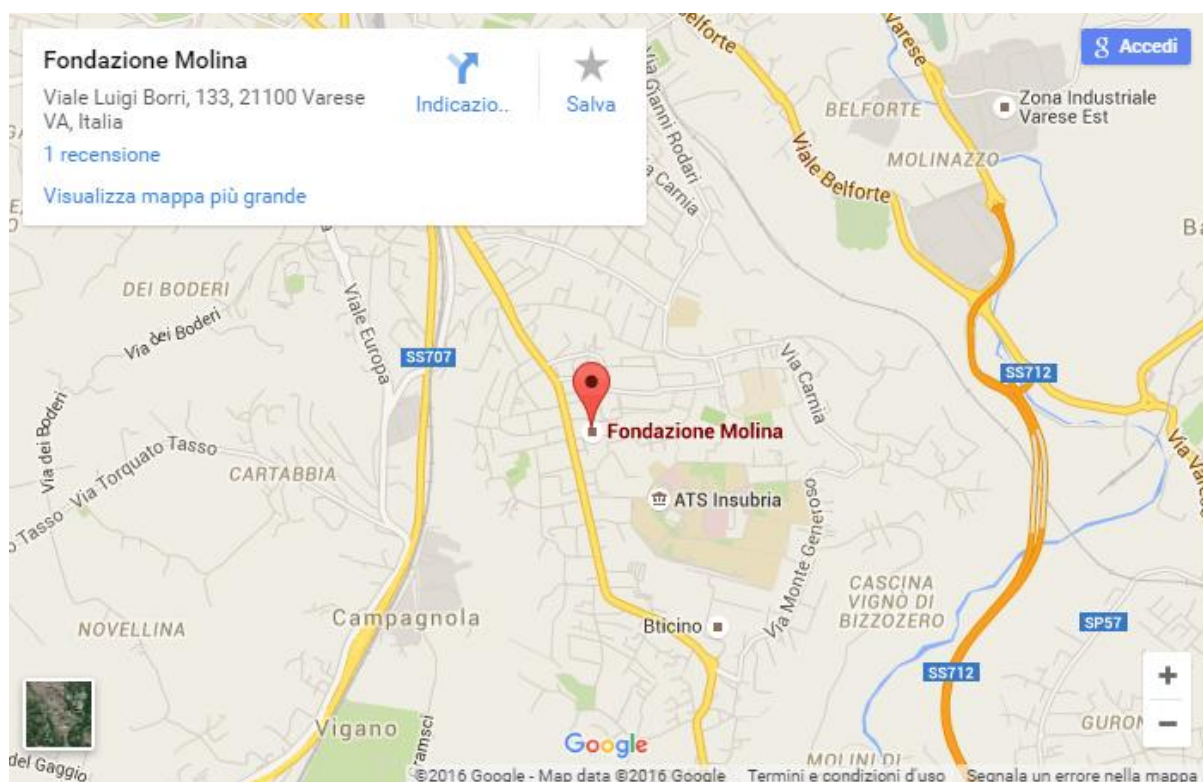 Fondazione Molina
Viale Luigi Borri, 133, 21100 Varese
VA, Italia
1 recensione
Visualizza mappa più grande
Indicazio..
Salva
Accedi
Belforte
Varese
Via Gianni Rodari
Via Carnia
BELFORTE
Zona Industriale
Varese Est
MOLINAZZO
Viale Belforte
DEI BODERI
Via dei Boderi
Viale Europa
SS707
SS712
Via Carnia
Via dei Boderi
Via Torquato Tasso
Tasso
CARTABBIA
Fondazione Molina
ATS Insubria
Via Monte Generoso
CASCINA
VIGNÒ DI
BIZZOZERO
Campagnola
NOVELLINA
Bticino
SP57
SS712
Vigano
GURON
MOLINI DI
del Gaggio
Google
©2016 Google - Map data ©2016 Google
Termini e condizioni d'uso
Segnala un errore nella mappa